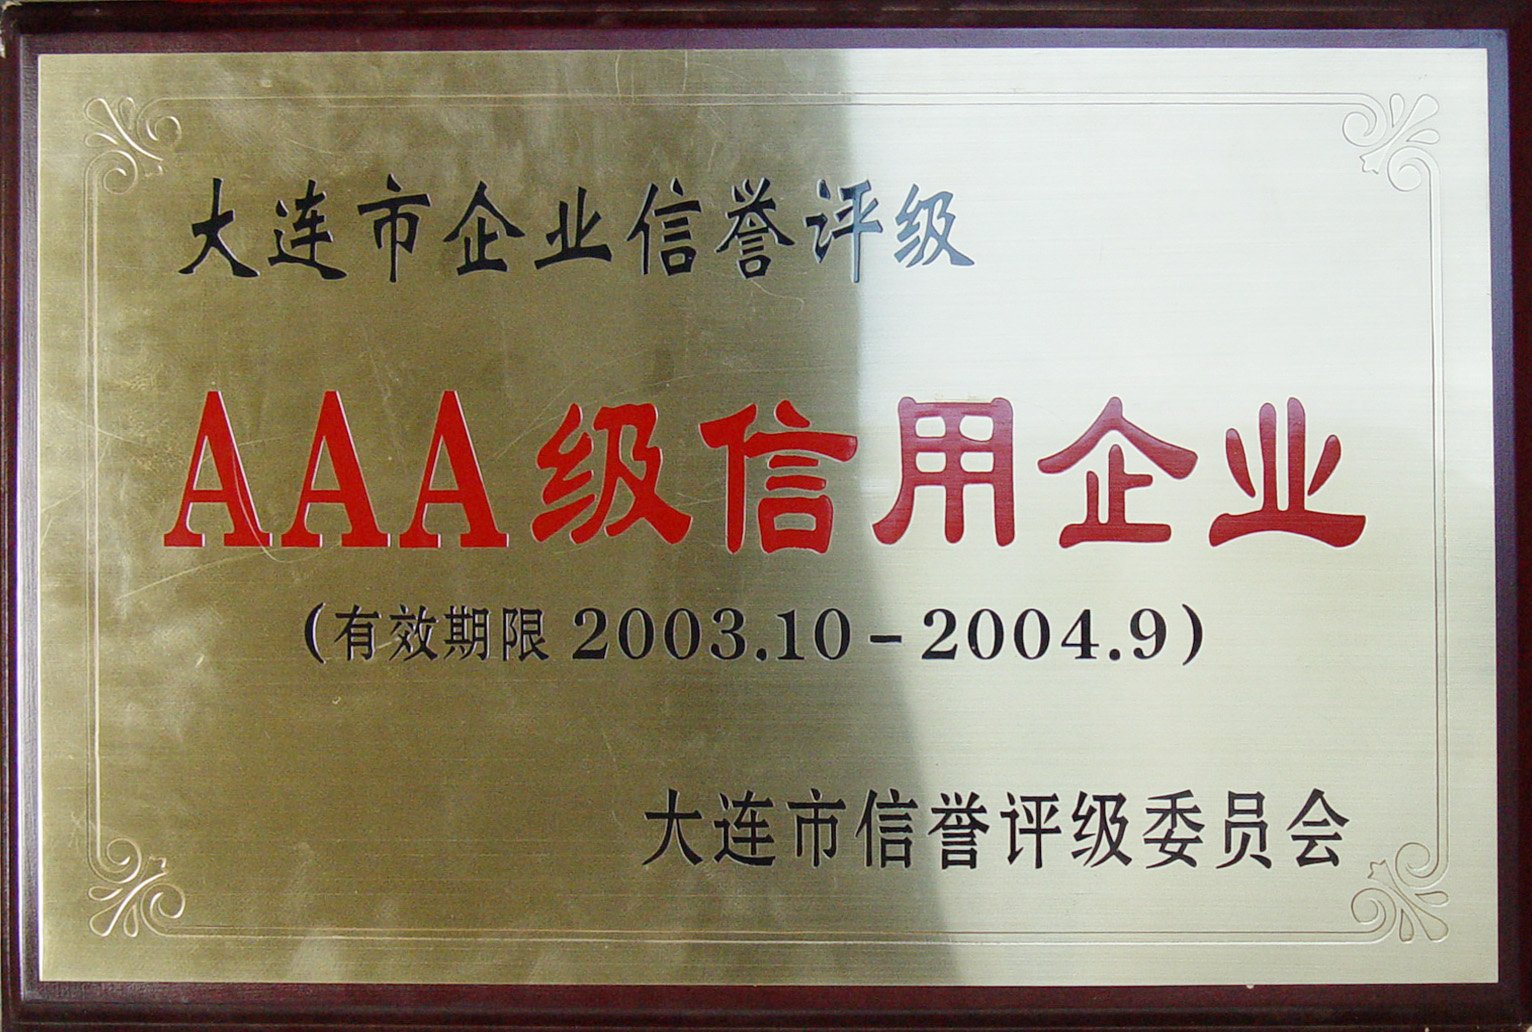 大连市企业信誉评级
AAA级信用企业
(有效期限 2003.10-2004.9)
大连市信誉评级委员会